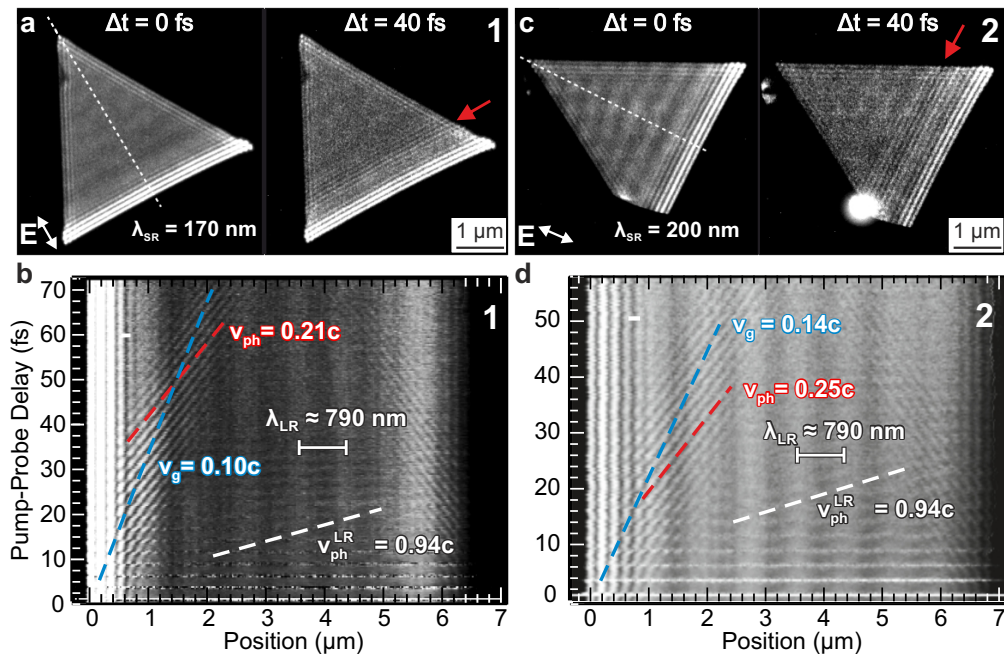 a Δt = 0 fs Δt = 40 fs 1
E λSR = 170 nm 1 µm
c Δt = 0 fs Δt = 40 fs 2
E λSR = 200 nm 1 µm
b 1
70
60
50
40
30
20
10
0
Pump-Probe Delay (fs)
vph = 0.21c
λLR ≈ 790 nm
vg = 0.10c
vphLR = 0.94c
0 1 2 3 4 5 6 7
Position (µm)
d 2
50
40
30
20
10
0
vg = 0.14c
vph = 0.25c
λLR ≈ 790 nm
vphLR = 0.94c
0 1 2 3 4 5 6 7
Position (µm)